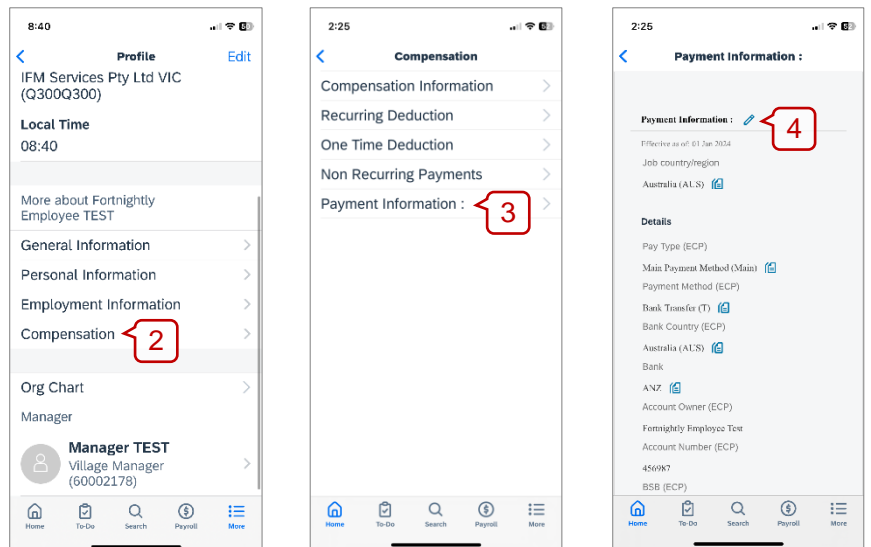 8:40
Profile
Edit
IFM Services Pty Ltd VIC
(Q300Q300)
Local Time
08:40
More about Fortnightly
Employee TEST
General Information
Personal Information
Employment Information
Compensation
2
Org Chart
Manager
Manager TEST
Village Manager
(60002178)
Home To-Do Search Payroll More
2:25
Compensation
Compensation Information
Recurring Deduction
One Time Deduction
Non Recurring Payments
Payment Information :
3
Home To-Do Search Payroll More
2:25
Payment Information :
Payment Information :
4
Effective as of: 01 Jan 2024
Job country/region
Australia (AUS)
Details
Pay Type (ECP)
Main Payment Method (Main)
Payment Method (ECP)
Bank Transfer (T)
Bank Country (ECP)
Australia (AUS)
Bank
ANZ
Account Owner (ECP)
Fortnightly Employee Test
Account Number (ECP)
456987
BSB (ECP)
Home To-Do Search Payroll More